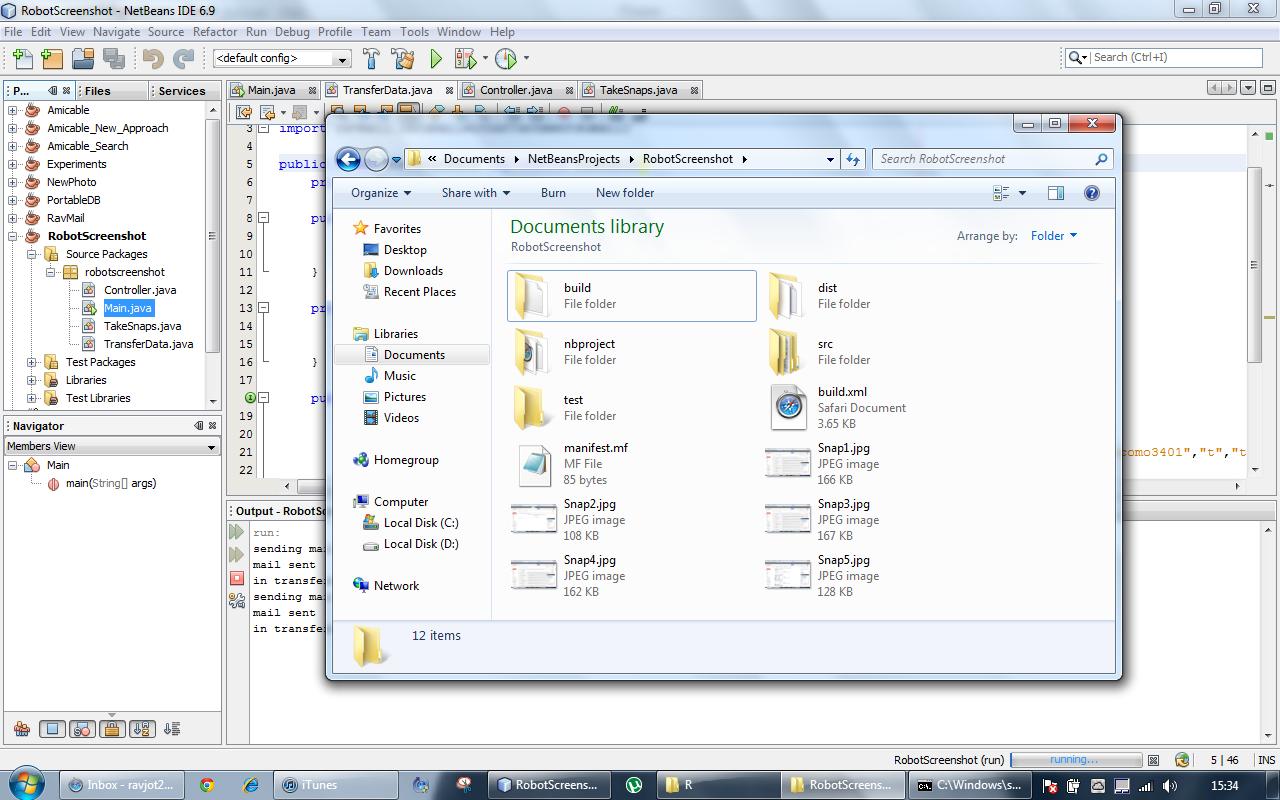 RobotScreenshot - NetBeans IDE 6.9
File Edit View Navigate Source Refactor Run Debug Profile Team Tools Window Help
<default config>
Search (Ctrl+I)
P... Files Services
Main.java TransferData.java Controller.java TakeSnaps.java
Amicable
Amicable_New_Approach
Amicable_Search
Experiments
NewPhoto
PortableDB
RavMail
RobotScreenshot
Source Packages
robotscreenshot
Controller.java
Main.java
TakeSnaps.java
TransferData.java
Test Packages
Libraries
Test Libraries
3 import
4
5 public
6 pr
7
8 pu
9
10
11 }
12
13 pr
14
15
16 }
17
18 pu
19
20
21 como3401","t","t
22
Documents NetBeansProjects RobotScreenshot
Search RobotScreenshot
Organize Share with Burn New folder
Favorites
Desktop
Downloads
Recent Places
Libraries
Documents
Music
Pictures
Videos
Homegroup
Computer
Local Disk (C:)
Local Disk (D:)
Network
Documents library
RobotScreenshot
Arrange by: Folder
build
File folder
dist
File folder
nbproject
File folder
src
File folder
test
File folder
build.xml
Safari Document
3.65 KB
manifest.mf
MF File
85 bytes
Snap1.jpg
JPEG image
166 KB
Snap2.jpg
JPEG image
108 KB
Snap3.jpg
JPEG image
167 KB
Snap4.jpg
JPEG image
162 KB
Snap5.jpg
JPEG image
128 KB
12 items
Navigator
Members View
Main
main(String[] args)
Output - RobotSc
run:
sending mai
mail sent
in transfer
sending mai
mail sent
in transfer
RobotScreenshot (run) running... 5 | 46 INS
Inbox - ravjot2... iTunes RobotScreens... R RobotScreens... C:\Windows\s... 15:34